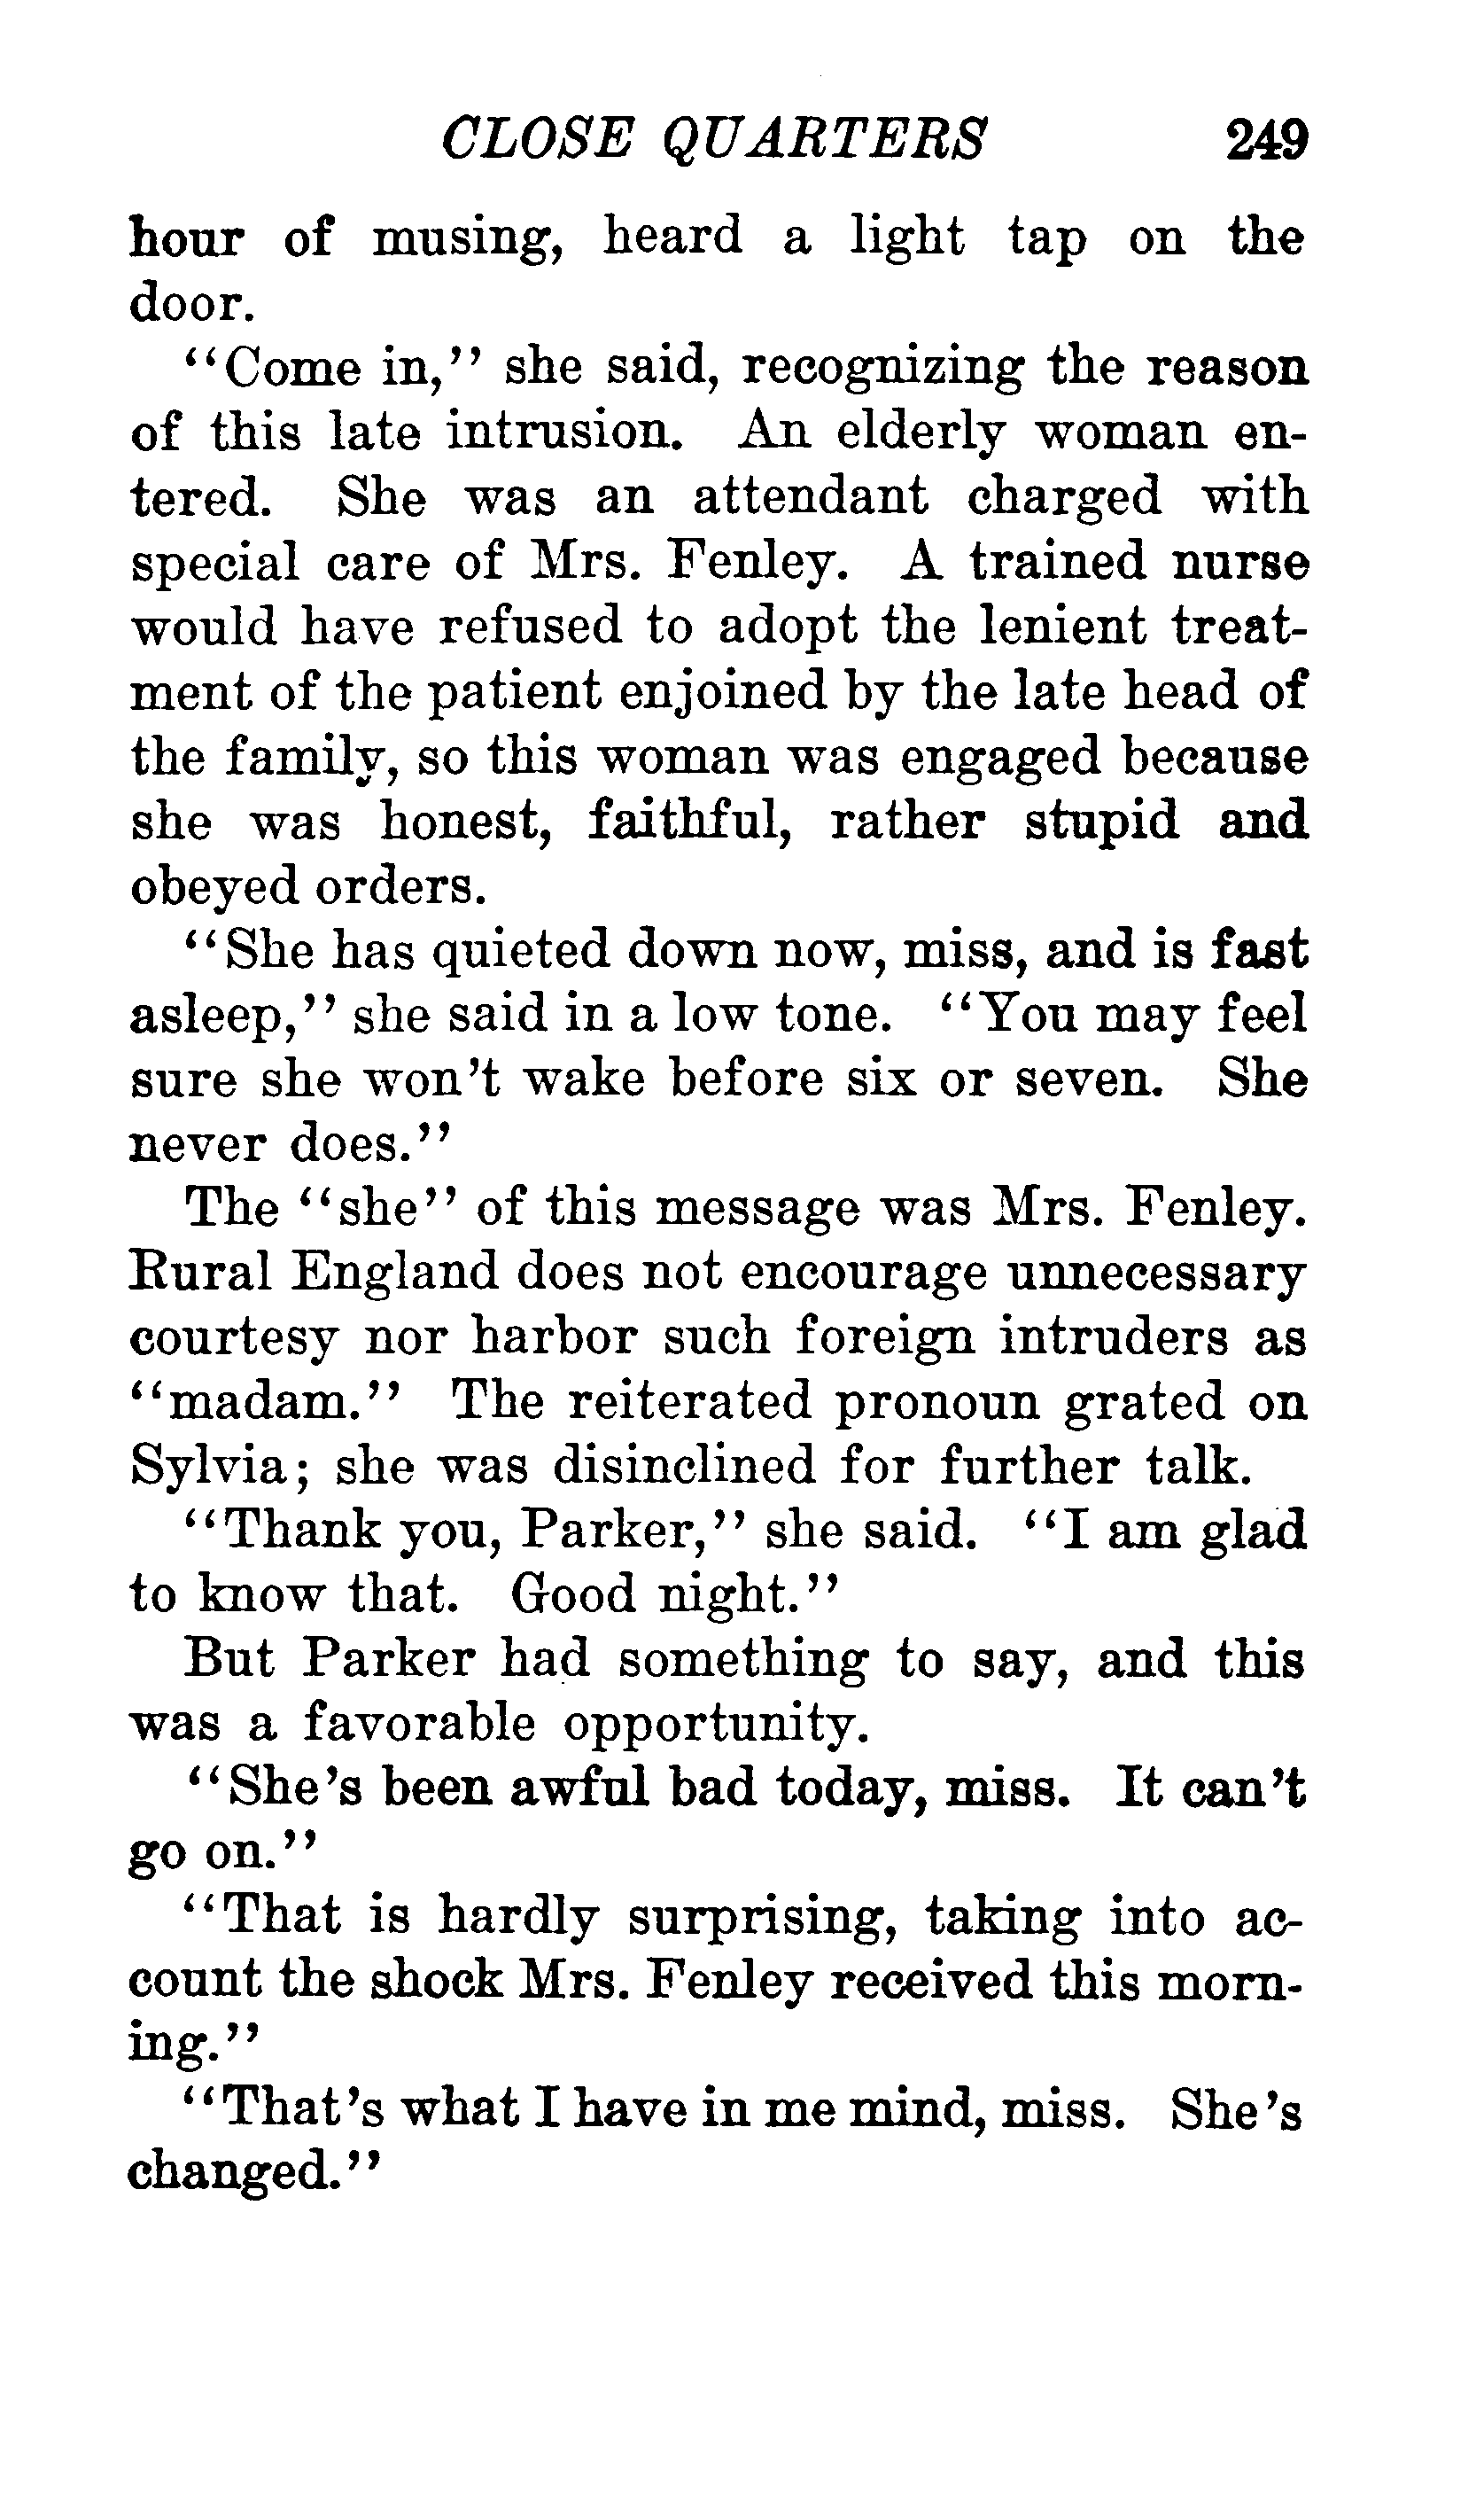 CLOSE QUARTERS 249
hour of musing, heard a light tap on the
door.
"Come in," she said, recognizing the reason
of this late intrusion. An elderly woman en-
tered. She was an attendant charged with
special care of Mrs. Fenley. A trained nurse
would have refused to adopt the lenient treat-
ment of the patient enjoined by the late head of
the family, so this woman was engaged because
she was honest, faithful, rather stupid and
obeyed orders.
"She has quieted down now, miss, and is fast
asleep," she said in a low tone. "You may feel
sure she won't wake before six or seven. She
never does."
The "she" of this message was Mrs. Fenley.
Rural England does not encourage unnecessary
courtesy nor harbor such foreign intruders as
"madam." The reiterated pronoun grated on
Sylvia; she was disinclined for further talk.
"Thank you, Parker," she said. "I am glad
to know that. Good night."
But Parker had something to say, and this
was a favorable opportunity.
"She's been awful bad today, miss. It can't
go on."
"That is hardly surprising, taking into ac-
count the shock Mrs. Fenley received this morn-
ing."
"That's what I have in me mind, miss. She's
changed."